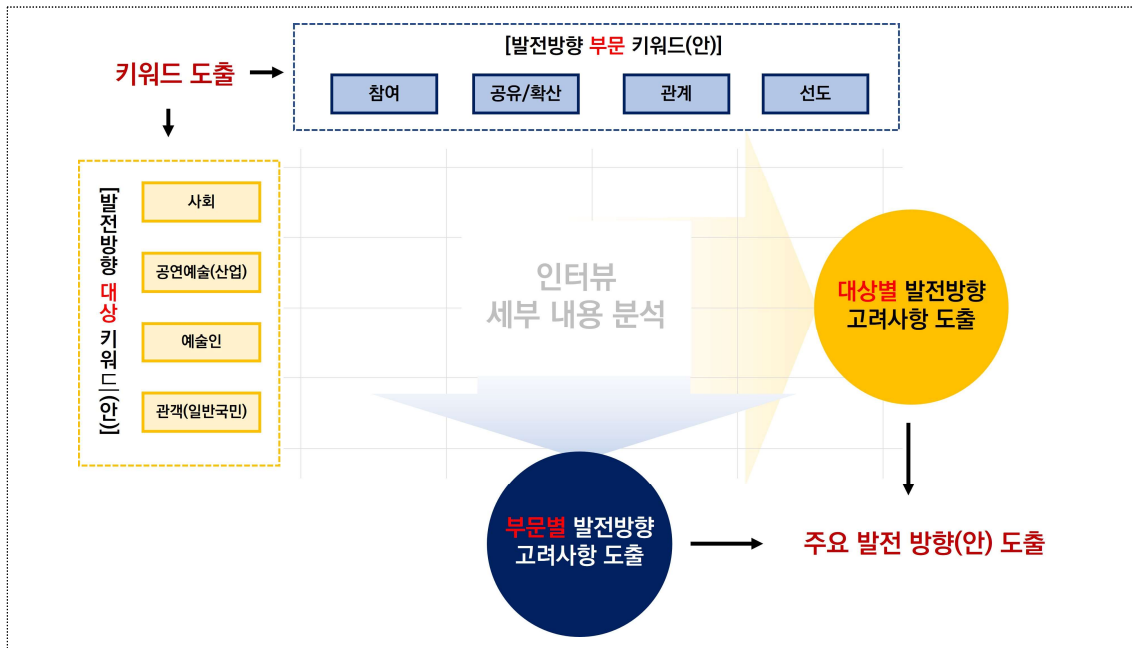 [발전방향 부문 키워드(안)]
키워드 도출
참여
공유/확산
관계
선도
[발전방향 대상 키워드(안)]
사회
공연예술(산업)
예술인
관객(일반국민)
인터뷰
세부 내용 분석
대상별 발전방향
고려사항 도출
부문별 발전방향
고려사항 도출
주요 발전 방향(안) 도출